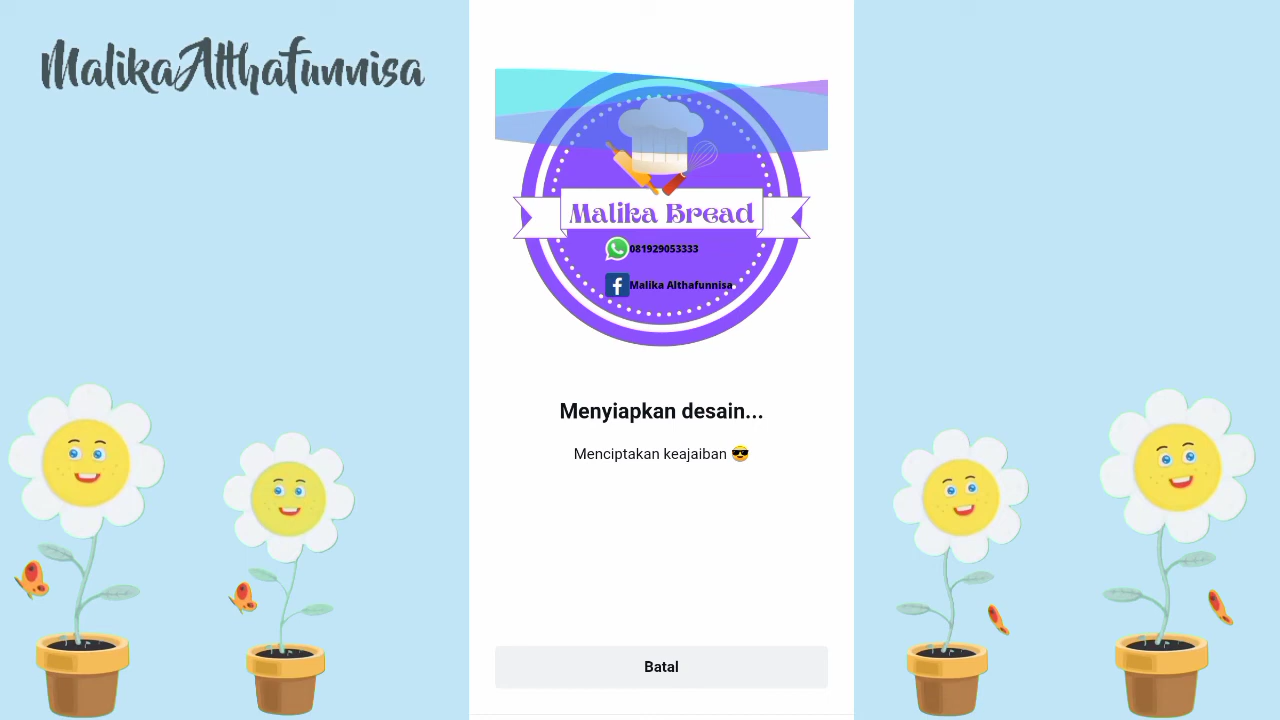 MalikaAlthafunnisa
Malika Bread
081929053333
Malika Althafunnisa
Menyiapkan desain...
Menciptakan keajaiban 😎
Batal